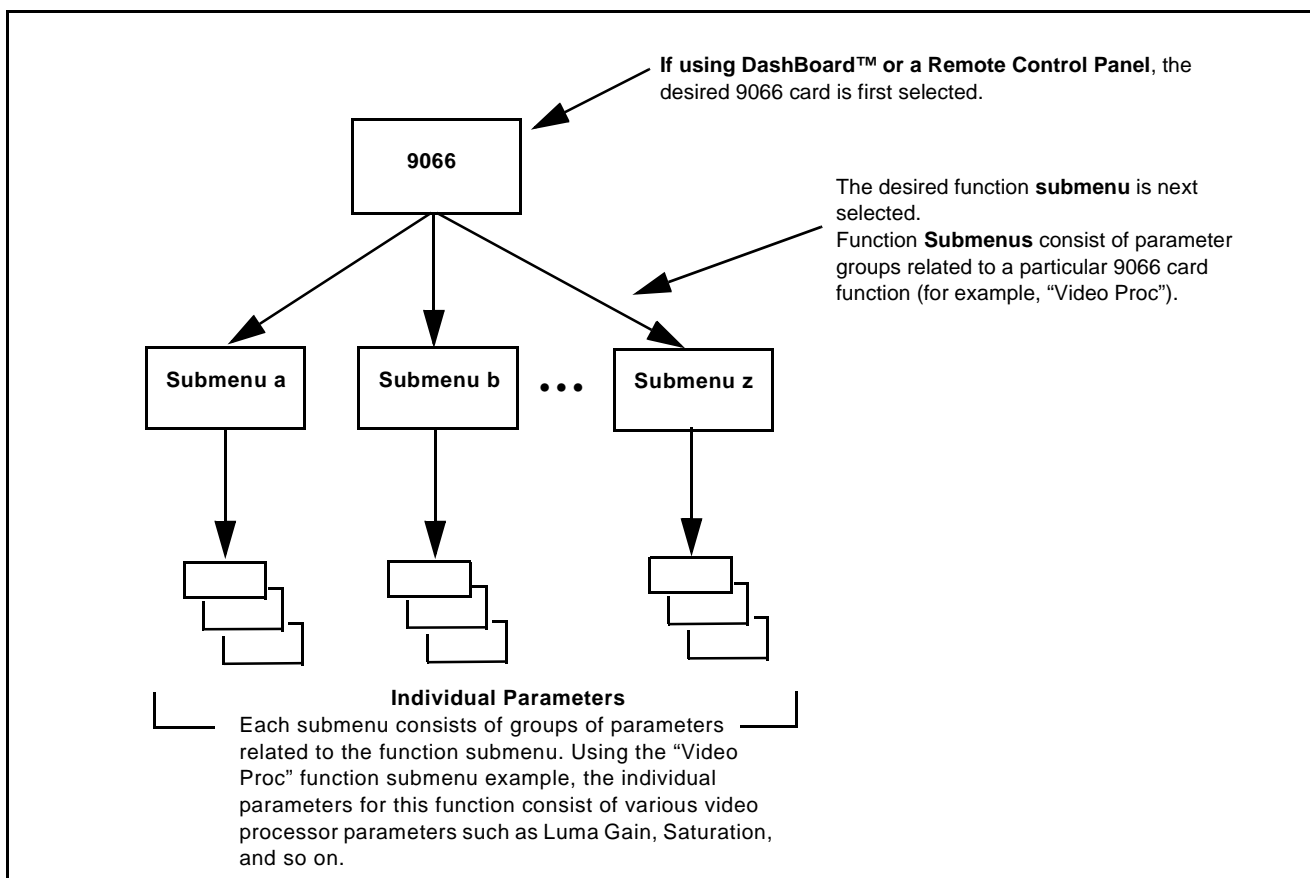 If using DashBoard™ or a Remote Control Panel, the
desired 9066 card is first selected.
9066
The desired function submenu is next
selected.
Function Submenus consist of parameter
groups related to a particular 9066 card
function (for example, “Video Proc”).
Submenu a
Submenu b
•••
Submenu z
Individual Parameters
Each submenu consists of groups of parameters
related to the function submenu. Using the “Video
Proc” function submenu example, the individual
parameters for this function consist of various video
processor parameters such as Luma Gain, Saturation,
and so on.